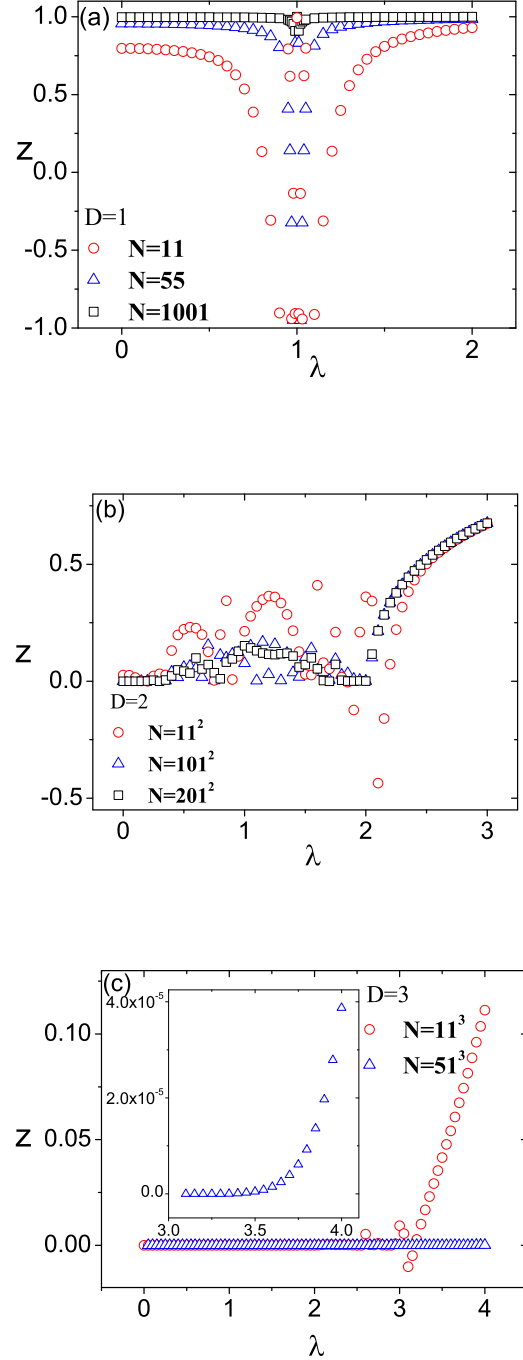 (a)
1.0
0.5
0.0
-0.5
-1.0
z
D=1
N=11
N=55
N=1001
0 1 2
λ
(b)
0.5
0.0
-0.5
z
D=2
N=11²
N=101²
N=201²
0 1 2 3
λ
(c)
0.10
0.05
0.00
z
4.0x10⁻⁵
2.0x10⁻⁵
0.0
3.0 3.5 4.0
D=3
N=11³
N=51³
0 1 2 3 4
λ